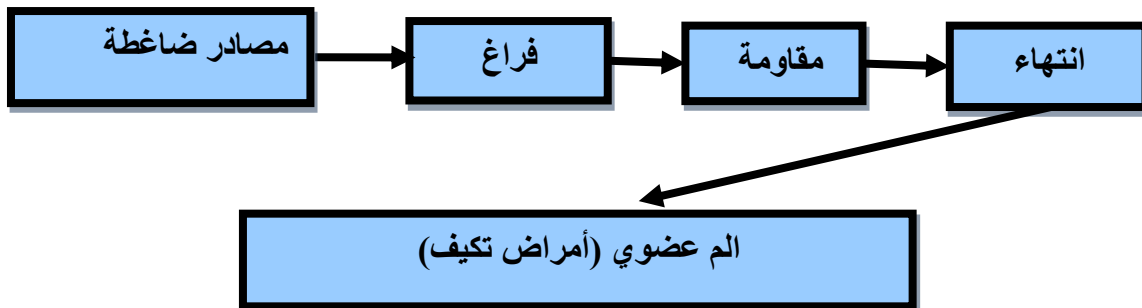 مصادر ضاغطة
فراغ
مقاومة
انتهاء
الم عضوي (أمراض تكيف)